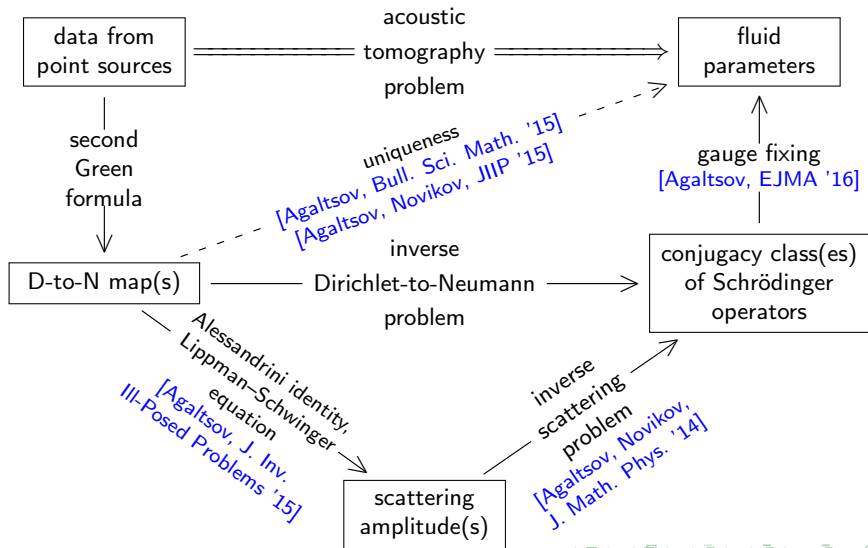 data from
point sources
acoustic
tomography
problem
fluid
parameters
second
Green
formula
uniqueness
[Agaltsov, Bull. Sci. Math. '15]
[Agaltsov, Novikov, JIIP '15]
gauge fixing
[Agaltsov, EJMA '16]
D-to-N map(s)
inverse
Dirichlet-to-Neumann
problem
conjugacy class(es)
of Schrödinger
operators
Alessandrini identity,
Lippman–Schwinger
equation
[Agaltsov, J. Inv.
Ill-Posed Problems '15]
inverse
scattering
problem
[Agaltsov, Novikov,
J. Math. Phys. '14]
scattering
amplitude(s)